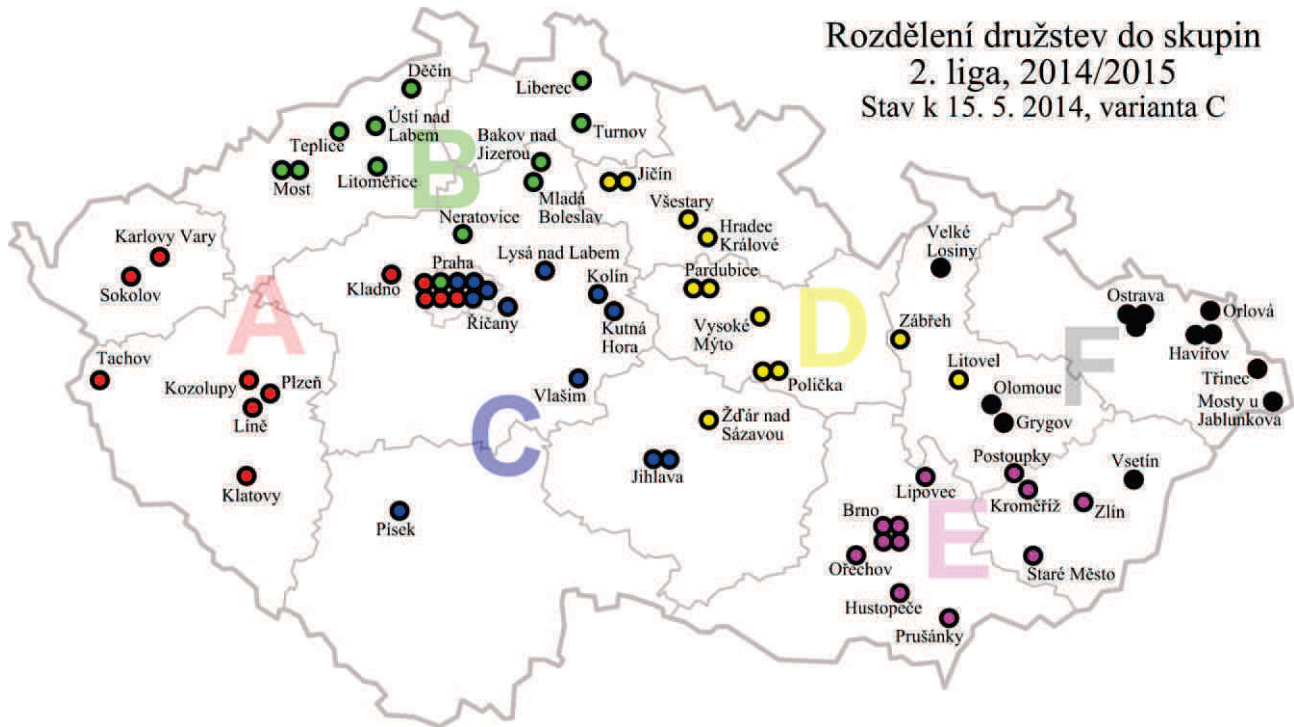 Rozdělení družstev do skupin
2. liga, 2014/2015
Stav k 15. 5. 2014, varianta C
Děčín
Liberec
Ústí nad
Labem
Teplice
Turnov
Bakov nad
Jizerou
B
Most
Litoměřice
Jičín
Mladá
Boleslav
Všestary
Hradec
Králové
Neratovice
Karlovy Vary
Sokolov
Kladno
Praha
Lysá nad Labem
Kolín
Pardubice
Velké
Losiny
Říčany
Kutná
Hora
A
Vysoké
Mýto
D
Zábřeh
Ostrava
Orlová
Havířov
F
Tachov
Kozolupy
Plzeň
Líně
Vlašim
Polička
Litovel
Olomouc
Grygov
Třinec
Mosty u
Jablunkova
C
Žďár nad
Sázavou
Klatovy
Jihlava
Postoupky
Vsetín
Lipovec
Kroměříž
Zlín
Písek
Brno
E
Ořechov
Staré Město
Hustopeče
Prušánky